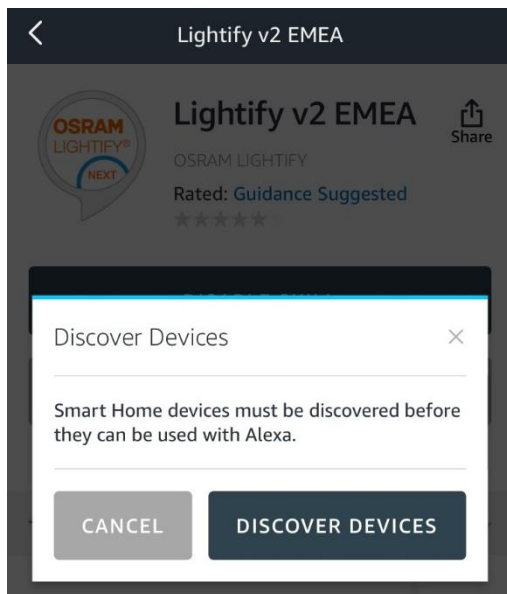 Lightify v2 EMEA
OSRAM
LIGHTIFY®
NEXT
Lightify v2 EMEA
Share
OSRAM LIGHTIFY
Rated: Guidance Suggested
Discover Devices
Smart Home devices must be discovered before
they can be used with Alexa.
CANCEL
DISCOVER DEVICES